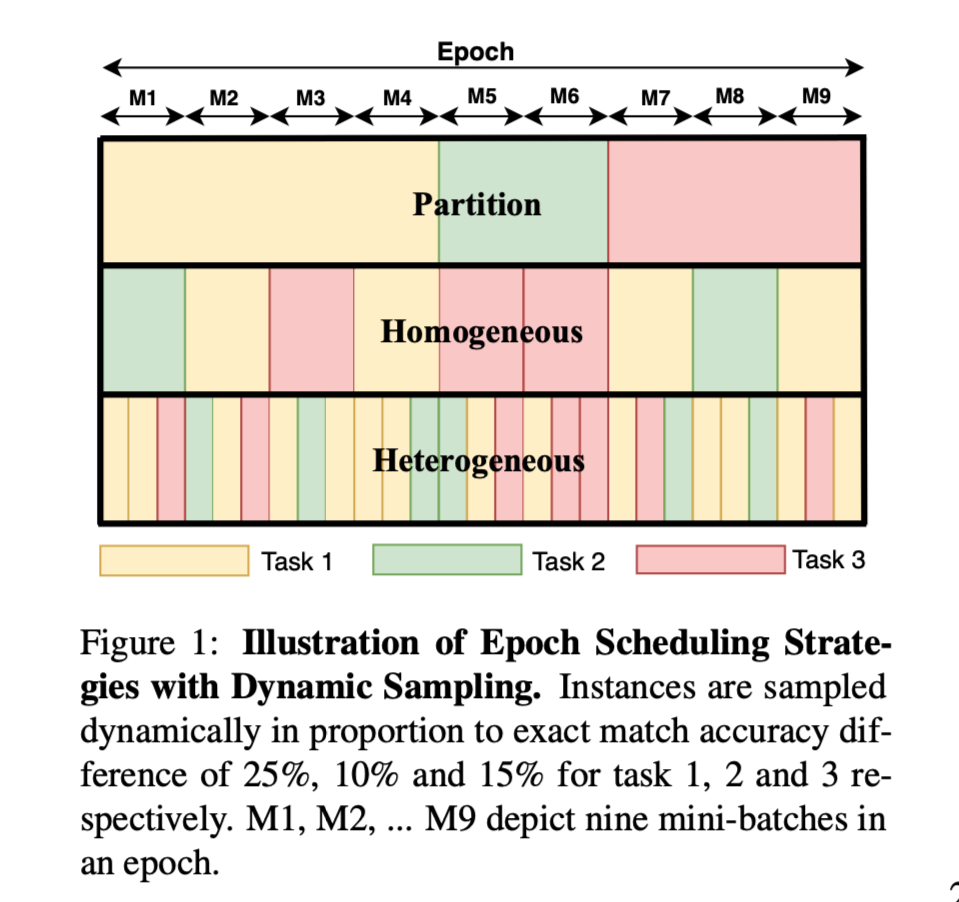 Epoch
M1 M2 M3 M4 M5 M6 M7 M8 M9
Partition
Homogeneous
Heterogeneous
Task 1 Task 2 Task 3
Figure 1: Illustration of Epoch Scheduling Strate-
gies with Dynamic Sampling. Instances are sampled
dynamically in proportion to exact match accuracy dif-
ference of 25%, 10% and 15% for task 1, 2 and 3 re-
spectively. M1, M2, ... M9 depict nine mini-batches in
an epoch.